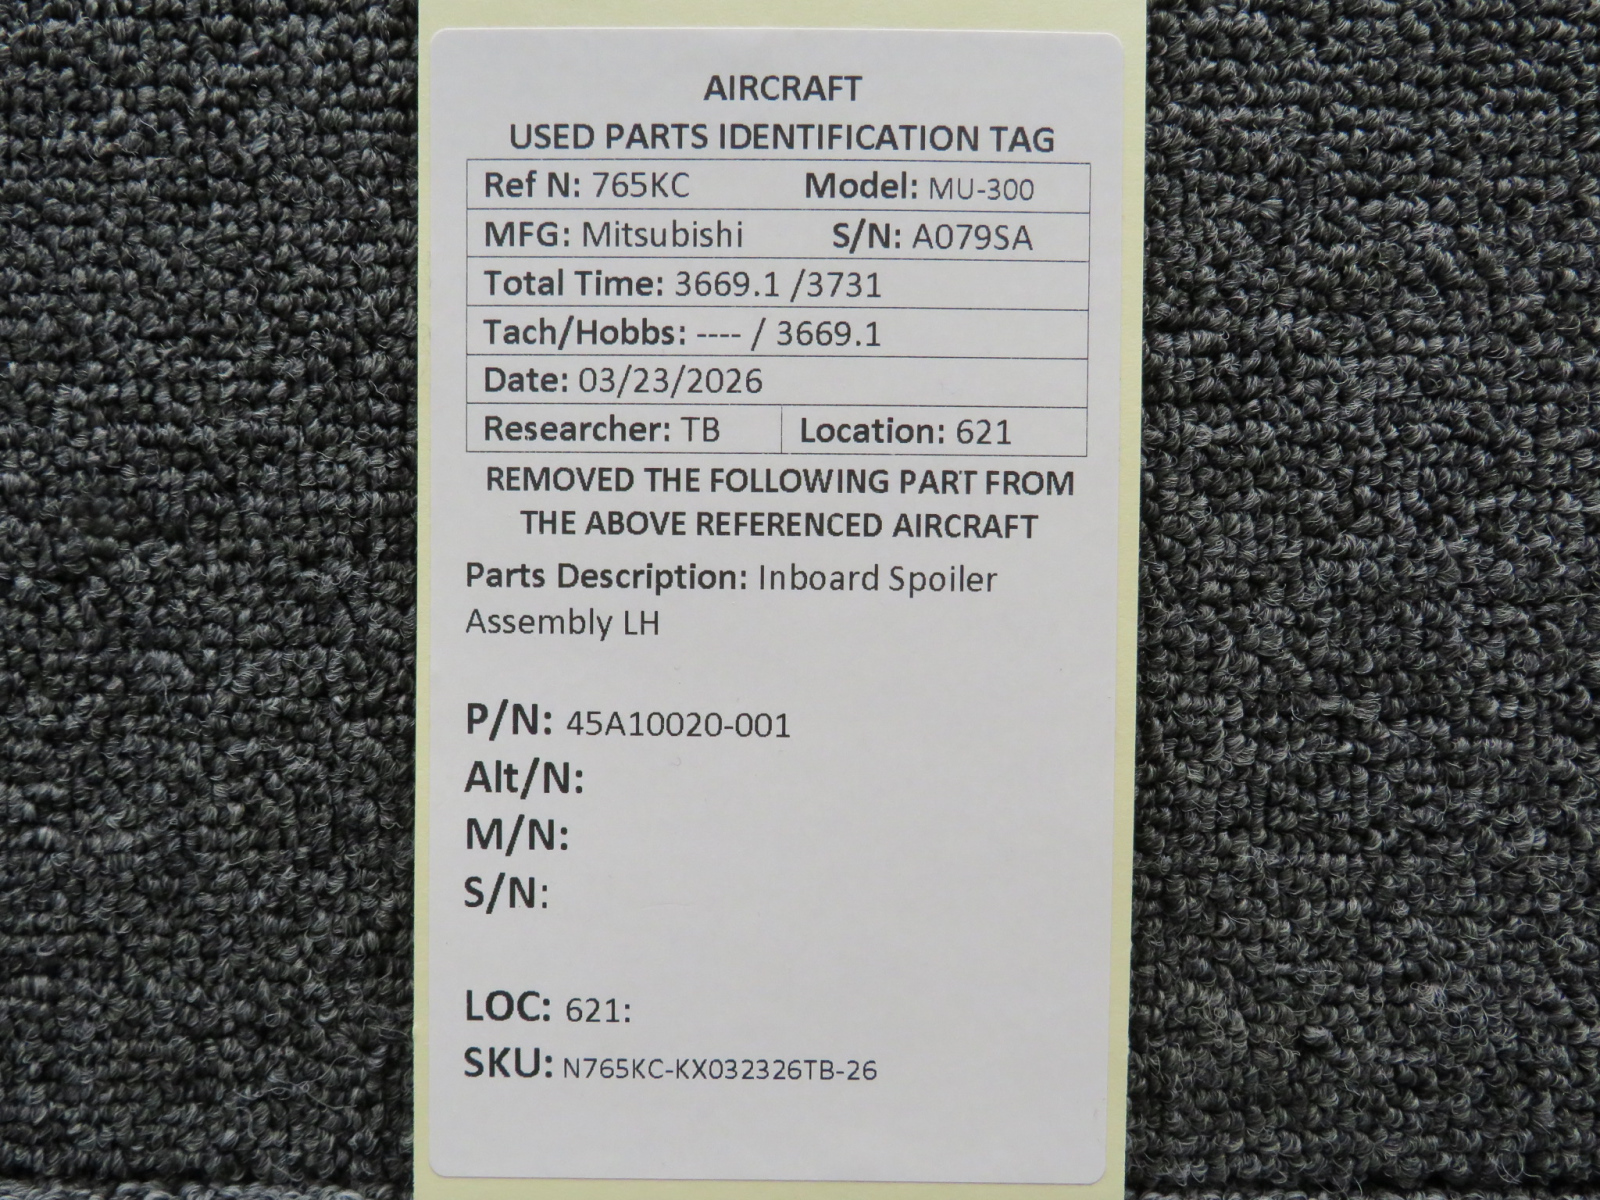 AIRCRAFT
USED PARTS IDENTIFICATION TAG
Ref N: 765KC Model: MU-300
MFG: Mitsubishi S/N: A079SA
Total Time: 3669.1 /3731
Tach/Hobbs: ---- / 3669.1
Date: 03/23/2026
Researcher: TB Location: 621
REMOVED THE FOLLOWING PART FROM
THE ABOVE REFERENCED AIRCRAFT
Parts Description: Inboard Spoiler
Assembly LH
P/N: 45A10020-001
Alt/N:
M/N:
S/N:
LOC: 621:
SKU: N765KC-KX032326TB-26